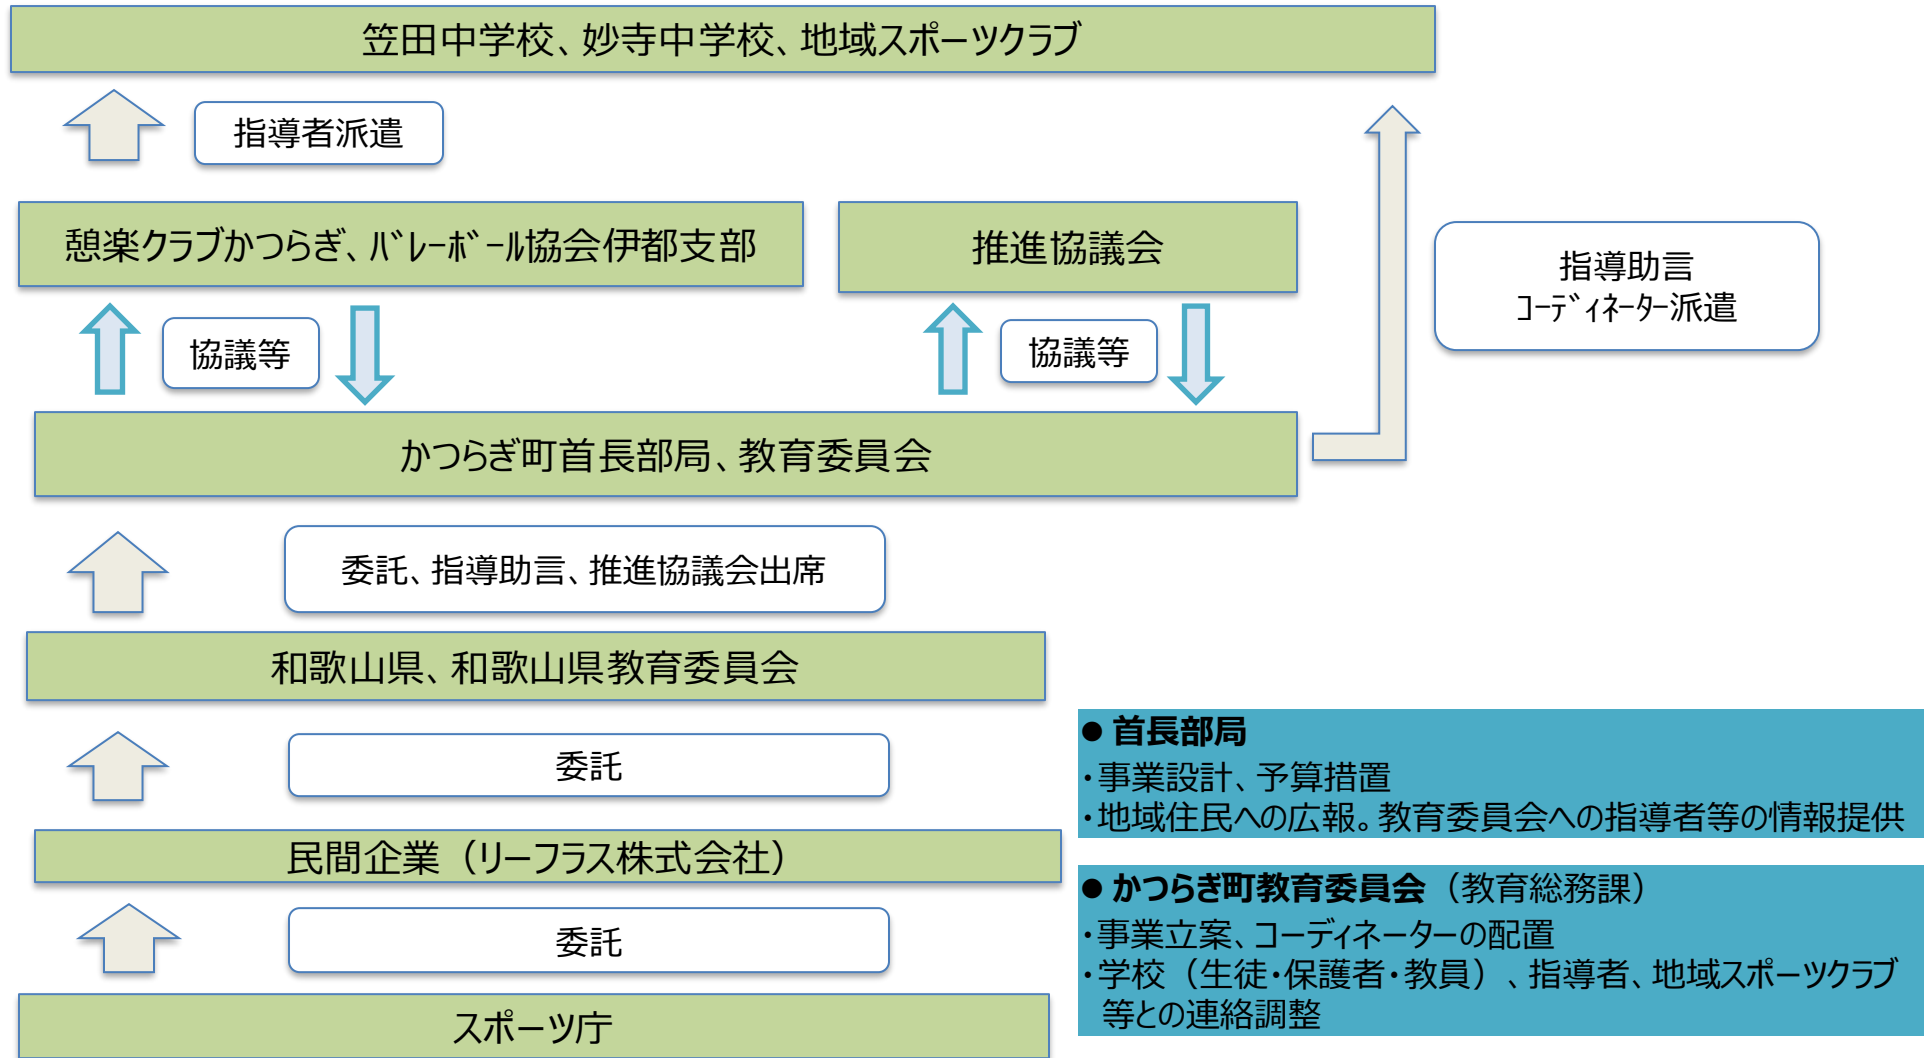 笠田中学校、妙寺中学校、地域スポーツクラブ
指導者派遣
憩楽クラブかつらぎ、バレーボール協会伊都支部
推進協議会
指導助言
コーディネーター派遣
協議等
協議等
かつらぎ町首長部局、教育委員会
委託、指導助言、推進協議会出席
和歌山県、和歌山県教育委員会
委託
民間企業（リーフラス株式会社）
委託
スポーツ庁
● 首長部局
・事業設計、予算措置
・地域住民への広報。教育委員会への指導者等の情報提供
● かつらぎ町教育委員会（教育総務課）
・事業立案、コーディネーターの配置
・学校（生徒・保護者・教員）、指導者、地域スポーツクラブ
等との連絡調整